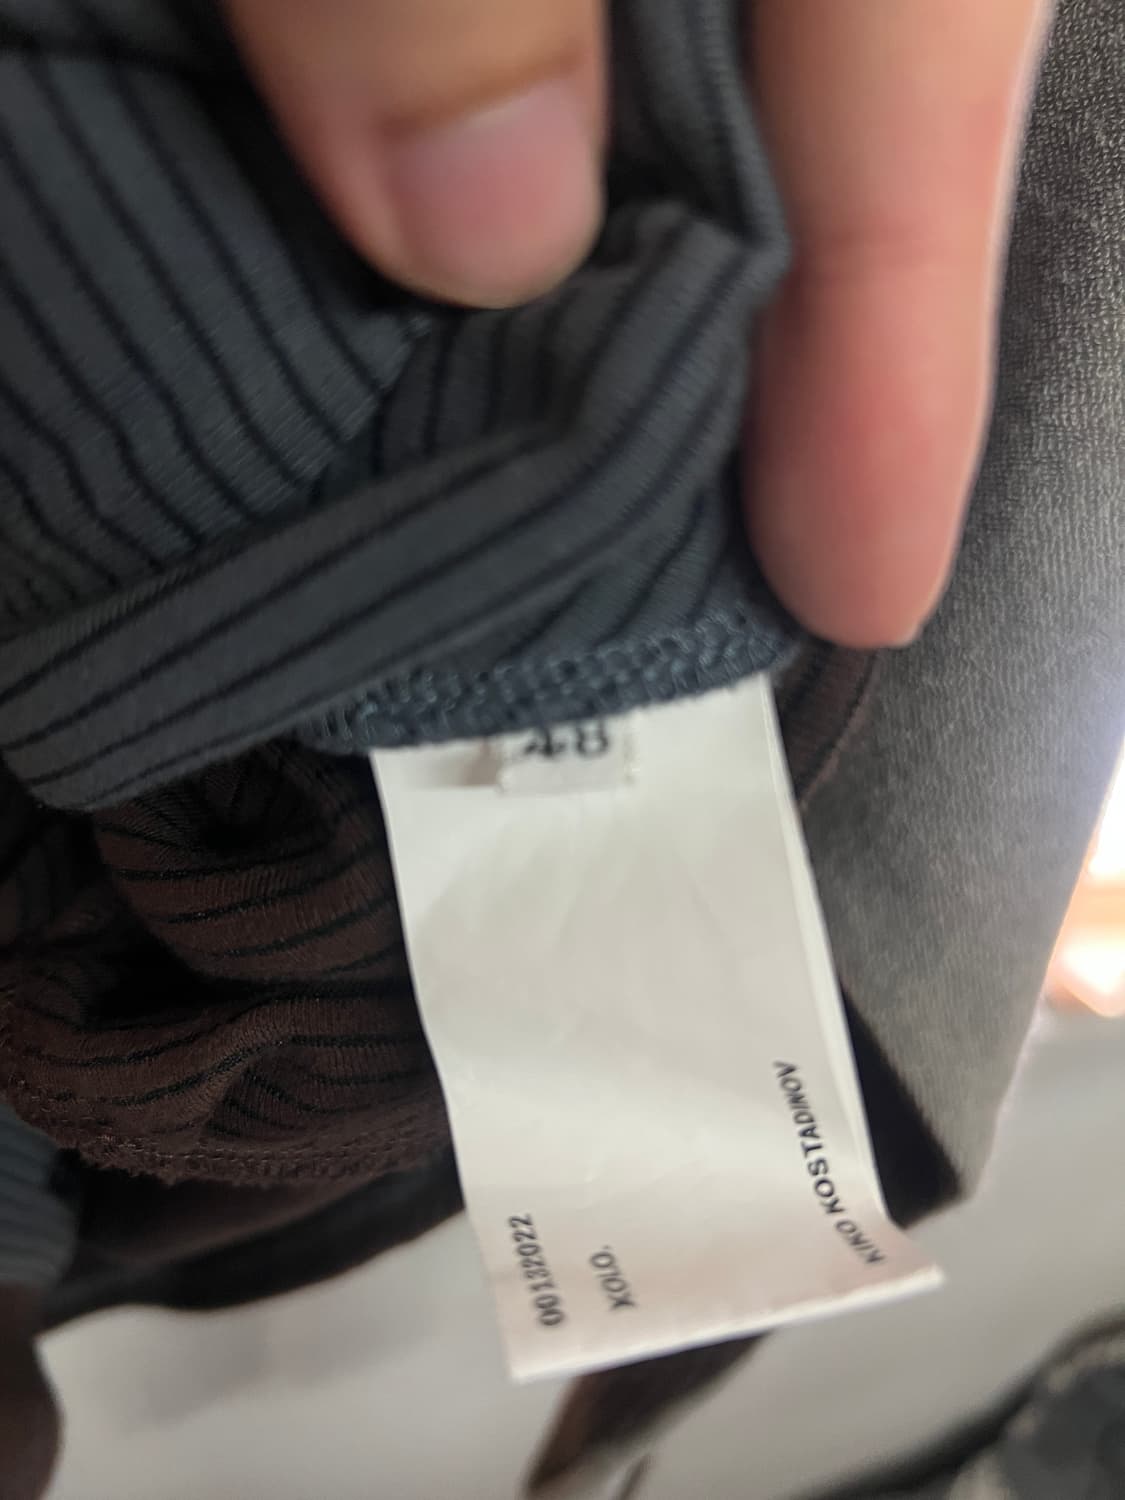 48
KIKO KOSTADINOV
XOLO.
00132022